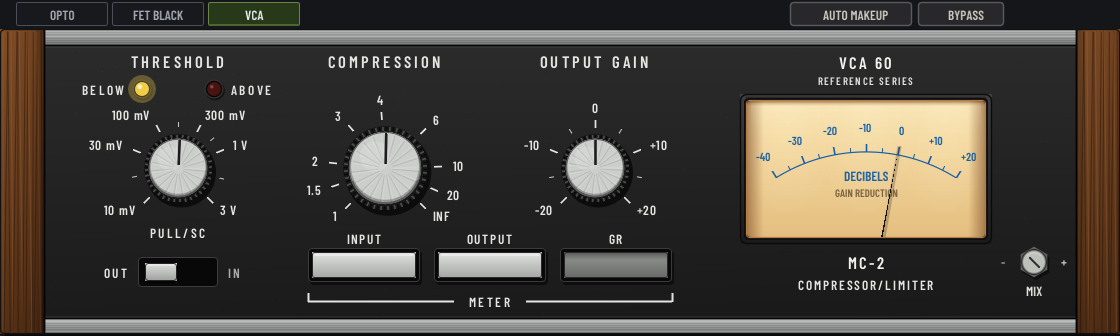 OPTO FET BLACK VCA AUTO MAKEUP BYPASS
THRESHOLD COMPRESSION OUTPUT GAIN VCA 60
REFERENCE SERIES
BELOW ABOVE
100 mV 300 mV
30 mV 1 V
10 mV 3 V
PULL/SC
OUT IN
4
3 6
2 10
1.5 20
1 INF
0
-10 +10
-20 +20
-40 -30 -20 -10 0 +10 +20
DECIBELS
GAIN REDUCTION
INPUT OUTPUT GR
METER
MC-2
COMPRESSOR/LIMITER
- +
MIX